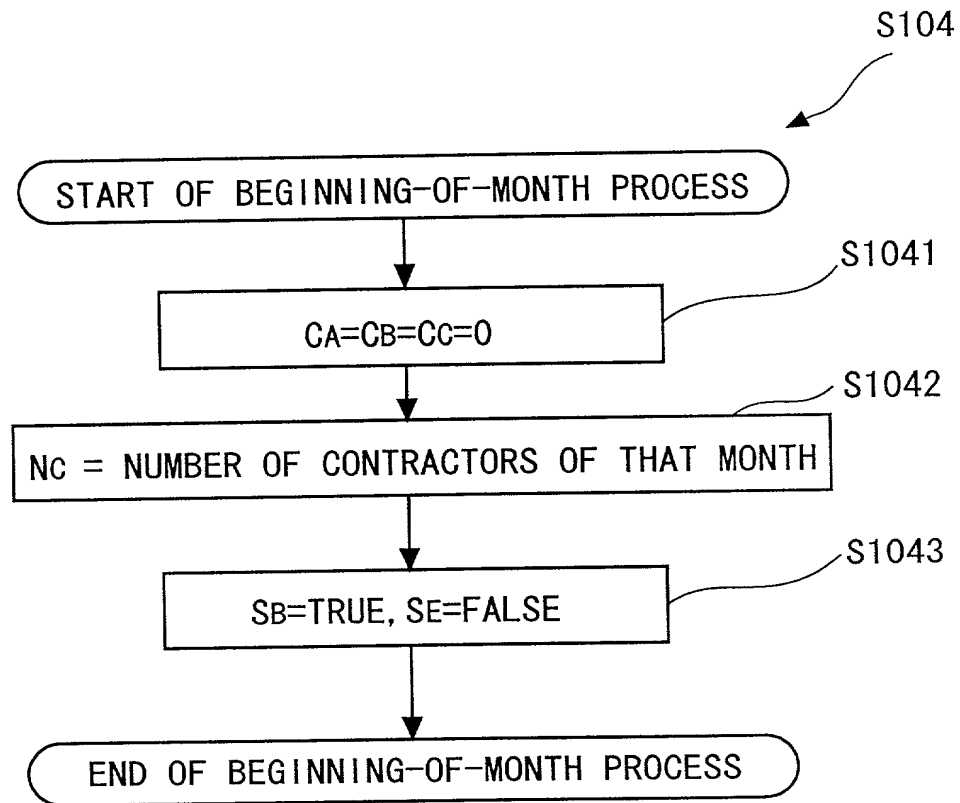 S104
START OF BEGINNING-OF-MONTH PROCESS
S1041
CA=CB=CC=0
S1042
NC = NUMBER OF CONTRACTORS OF THAT MONTH
S1043
SB=TRUE, SE=FALSE
END OF BEGINNING-OF-MONTH PROCESS